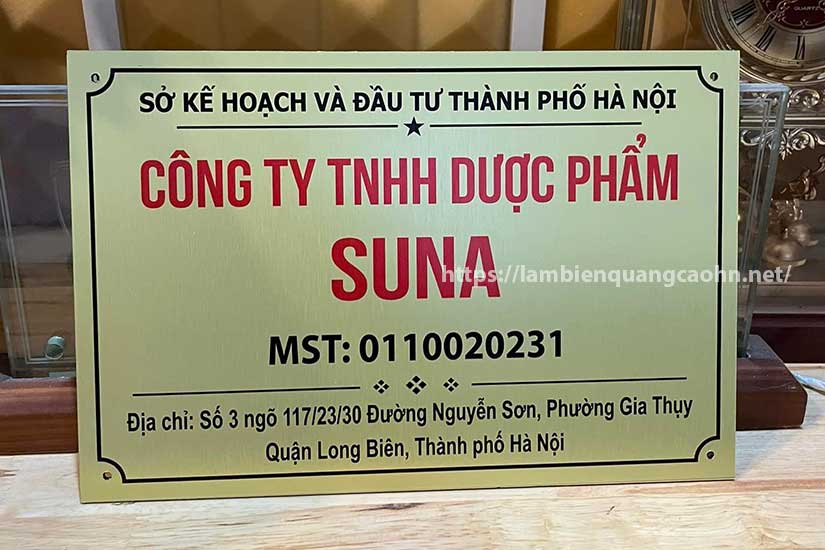 SỞ KẾ HOẠCH VÀ ĐẦU TƯ THÀNH PHỐ HÀ NỘI
CÔNG TY TNHH DƯỢC PHẨM
SUNA
https://lambienquangcaohn.net/
MST: 0110020231
Địa chỉ: Số 3 ngõ 117/23/30 Đường Nguyễn Sơn, Phường Gia Thụy
Quận Long Biên, Thành phố Hà Nội
QUARTZ